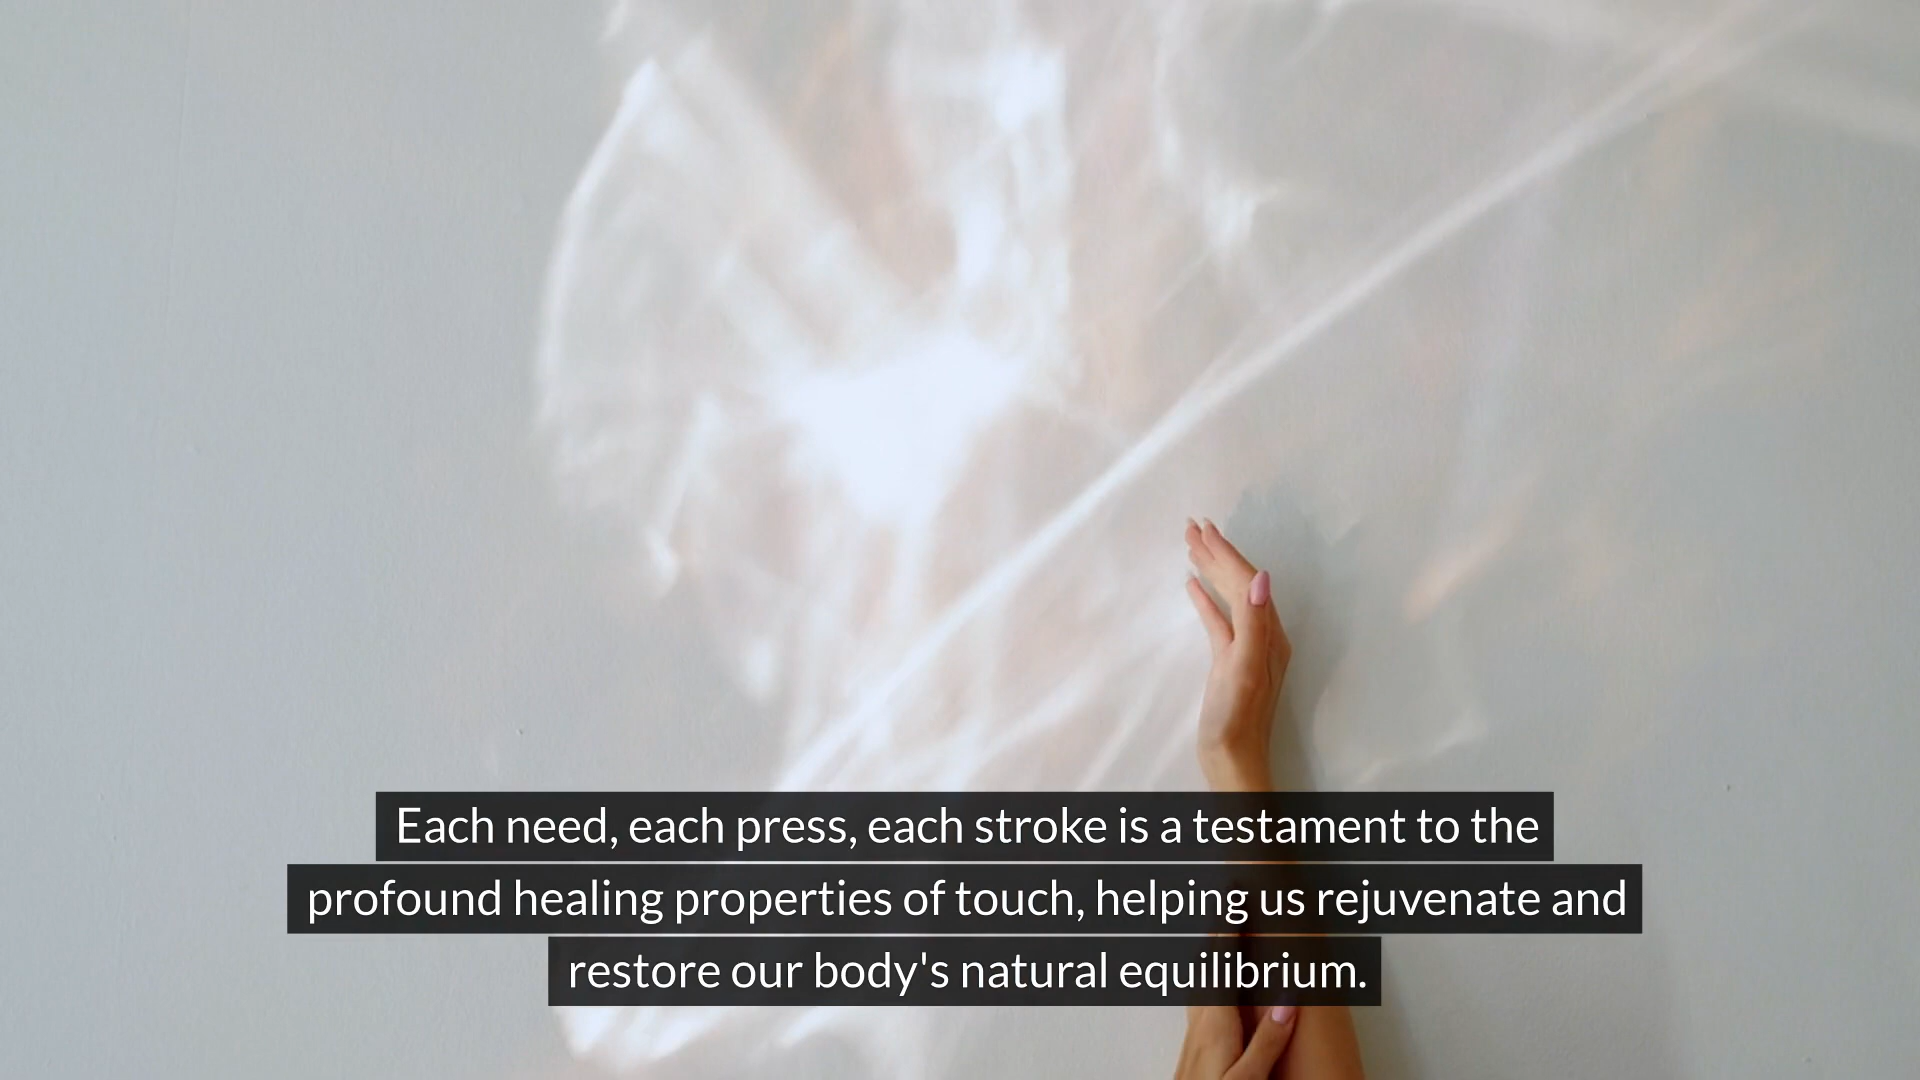 Each need, each press, each stroke is a testament to the
profound healing properties of touch, helping us rejuvenate and
restore our body's natural equilibrium.